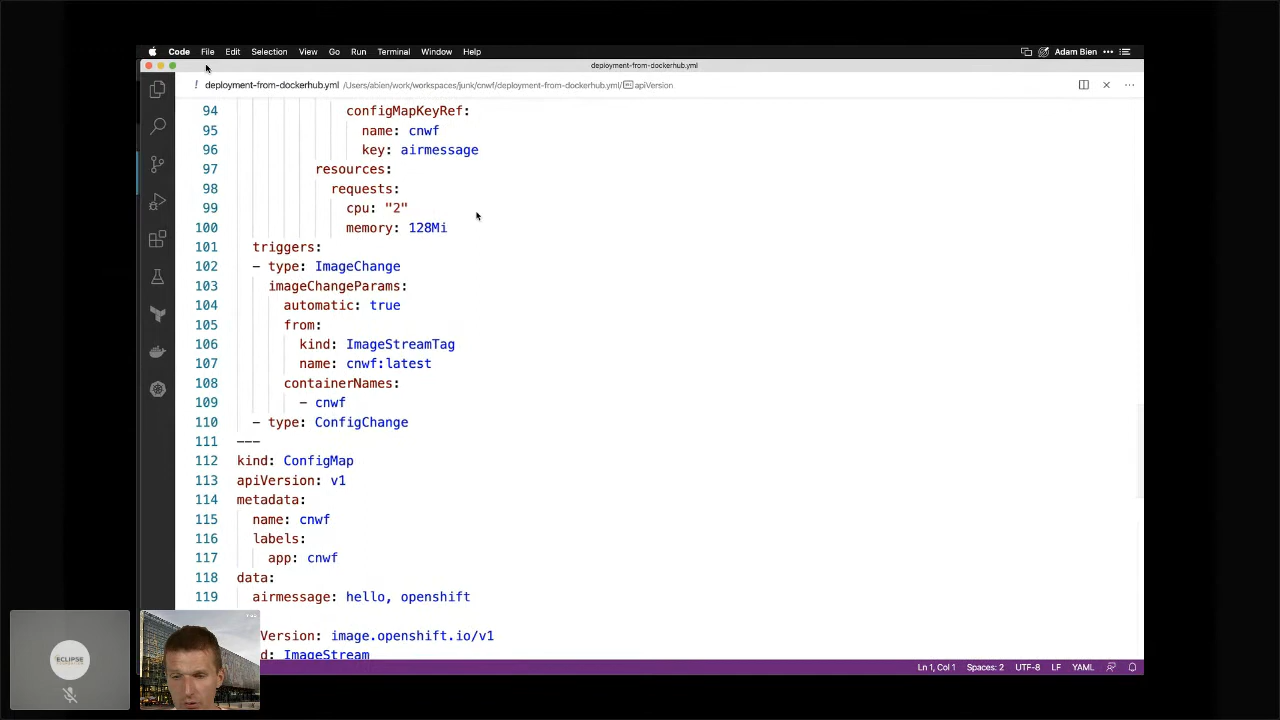 Code File Edit Selection View Go Run Terminal Window Help Adam Bien
deployment-from-dockerhub.yml
! deployment-from-dockerhub.yml /Users/abien/work/workspaces/junk/cnwf/deployment-from-dockerhub.yml/ apiVersion
94 configMapKeyRef:
95 name: cnwf
96 key: airmessage
97 resources:
98 requests:
99 cpu: "2"
100 memory: 128Mi
101 triggers:
102 - type: ImageChange
103 imageChangeParams:
104 automatic: true
105 from:
106 kind: ImageStreamTag
107 name: cnwf:latest
108 containerNames:
109 - cnwf
110 - type: ConfigChange
111 ---
112 kind: ConfigMap
113 apiVersion: v1
114 metadata:
115 name: cnwf
116 labels:
117 app: cnwf
118 data:
119 airmessage: hello, openshift
Version: image.openshift.io/v1
d: ImageStream
ECLIPSE
Ln 1, Col 1 Spaces: 2 UTF-8 LF YAML